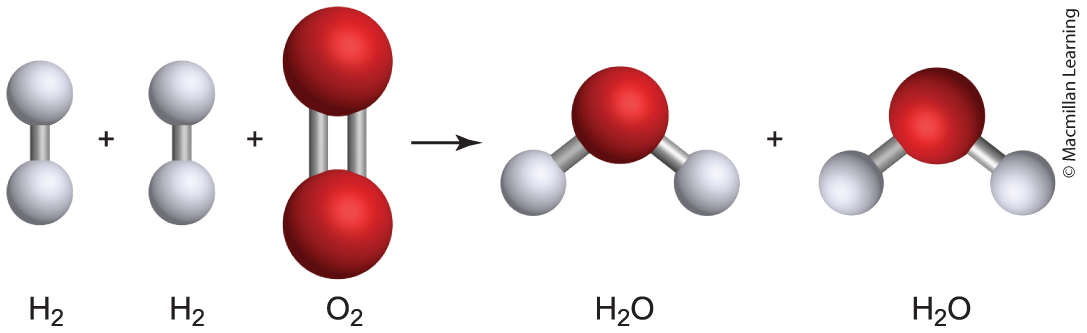 + + +
H₂ H₂ O₂ H₂O H₂O
© Macmillan Learning